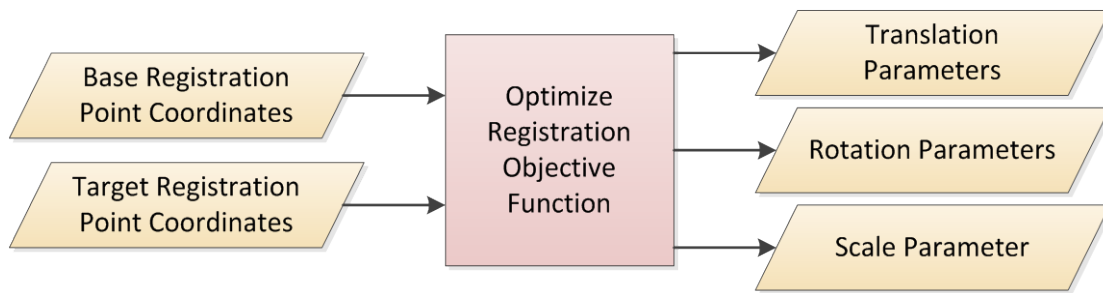 Base Registration
Point Coordinates
Target Registration
Point Coordinates
Optimize
Registration
Objective
Function
Translation
Parameters
Rotation Parameters
Scale Parameter